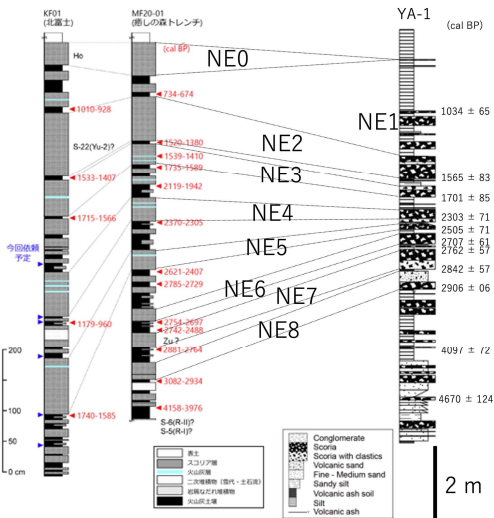 KF01
(北富士)
MF20-01
(癒しの森トレンチ)
YA-1
(cal BP)
(cal BP)
Ho
NE0
734-674
1010-928
1034 ± 65
NE1
S-22(Yu-2)?
1520-1380
NE2
1539-1410
1533-1407
1735-1589
1565 ± 83
NE3
2119-1942
1701 ± 85
1715-1566
2370-2305
NE4
2303 ± 71
2505 ± 71
2707 ± 61
2762 ± 57
今回依頼
予定
NE5
2621-2407
2842 ± 57
2785-2729
NE6
2906 ± 06
NE7
1179-960
2754-2697
2742-2488
NE8
Zu ?
2881-2764
4097 ± 72
200
3082-2934
4670 ± 124
100
1740-1585
4158-3976
S-6(R-II)?
S-5(R-I)?
0 cm
表土
スコリア層
火山灰層
二次堆積物（雪代・土石流）
岩屑なだれ堆積物
火山灰土壌
Conglomerate
Scoria
Scoria with clastics
Volcanic sand
Fine - Medium sand
Sandy silt
Volcanic ash soil
Silt
Volcanic ash
2 m